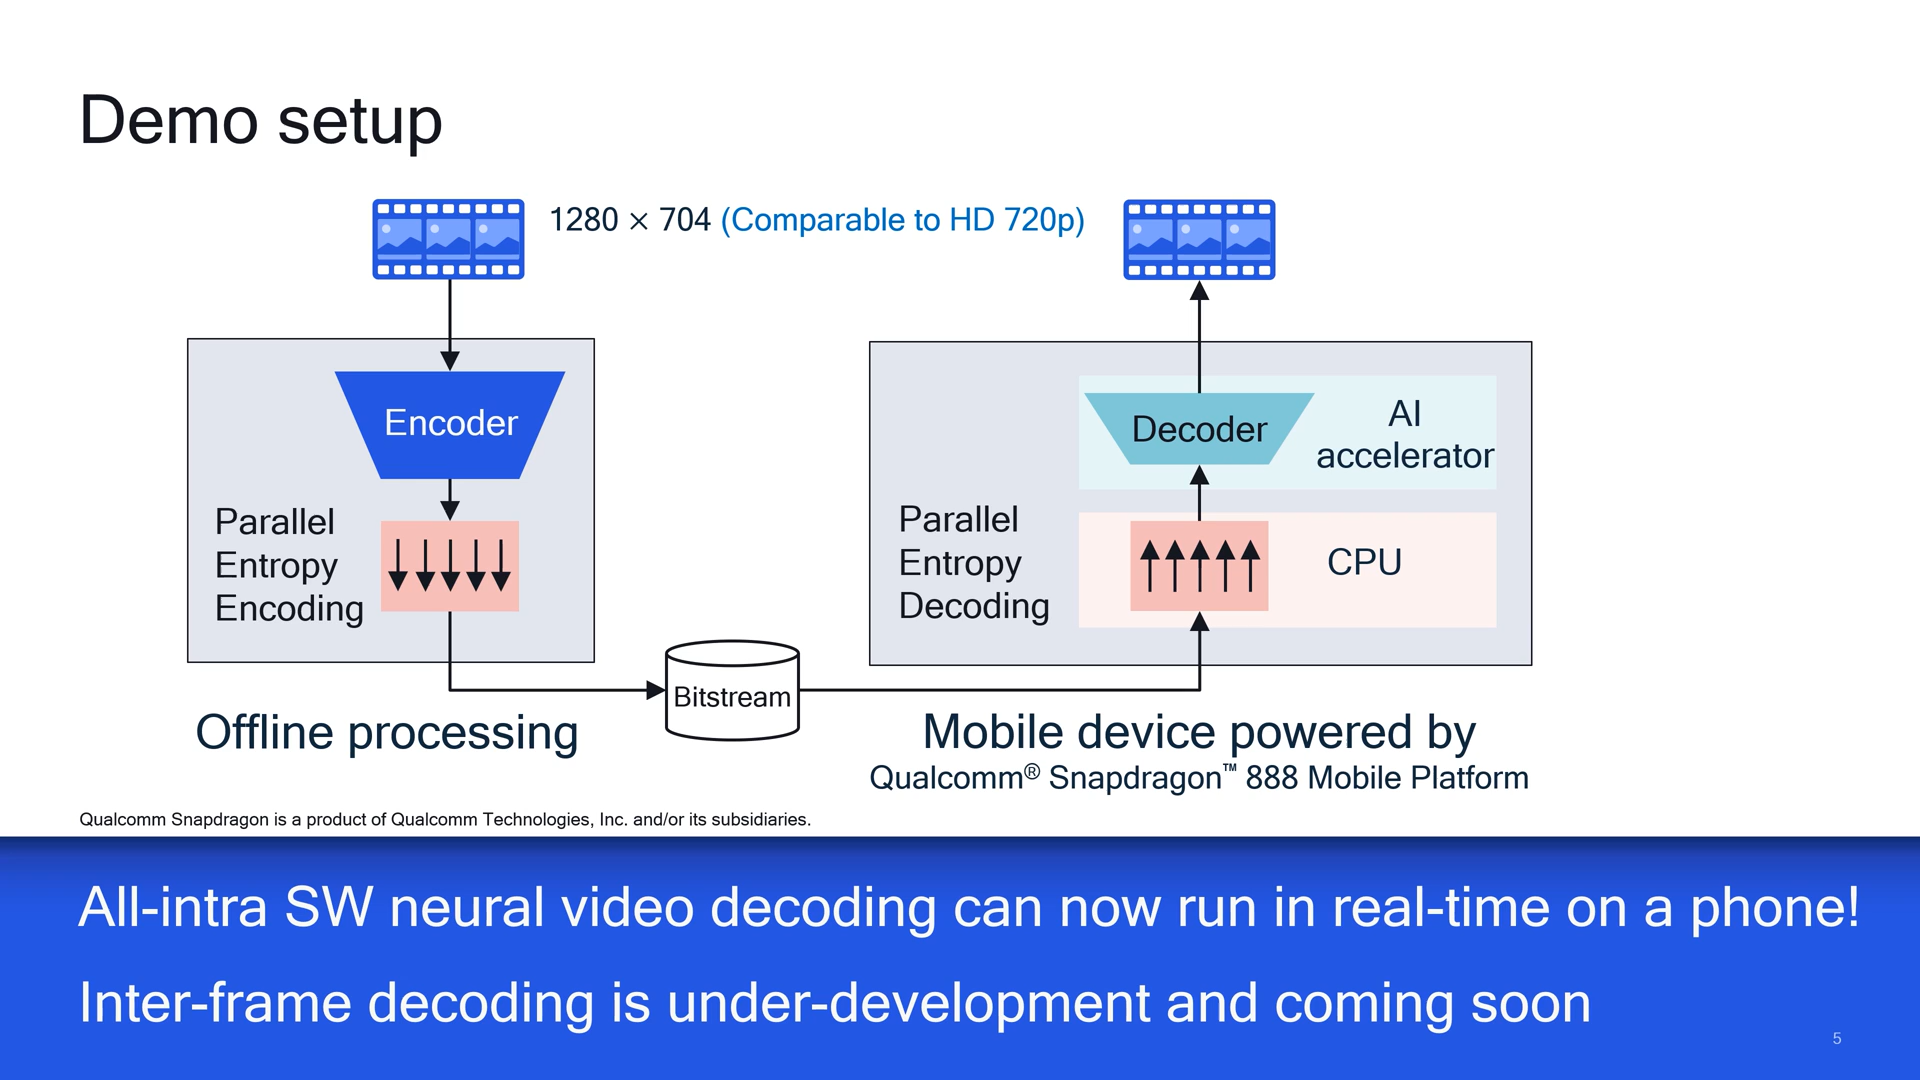 Demo setup
1280 × 704 (Comparable to HD 720p)
Encoder
Parallel
Entropy
Encoding
Offline processing
Bitstream
Decoder
AI
accelerator
Parallel
Entropy
Decoding
CPU
Mobile device powered by
Qualcomm® Snapdragon™ 888 Mobile Platform
Qualcomm Snapdragon is a product of Qualcomm Technologies, Inc. and/or its subsidiaries.
All-intra SW neural video decoding can now run in real-time on a phone!
Inter-frame decoding is under-development and coming soon
5